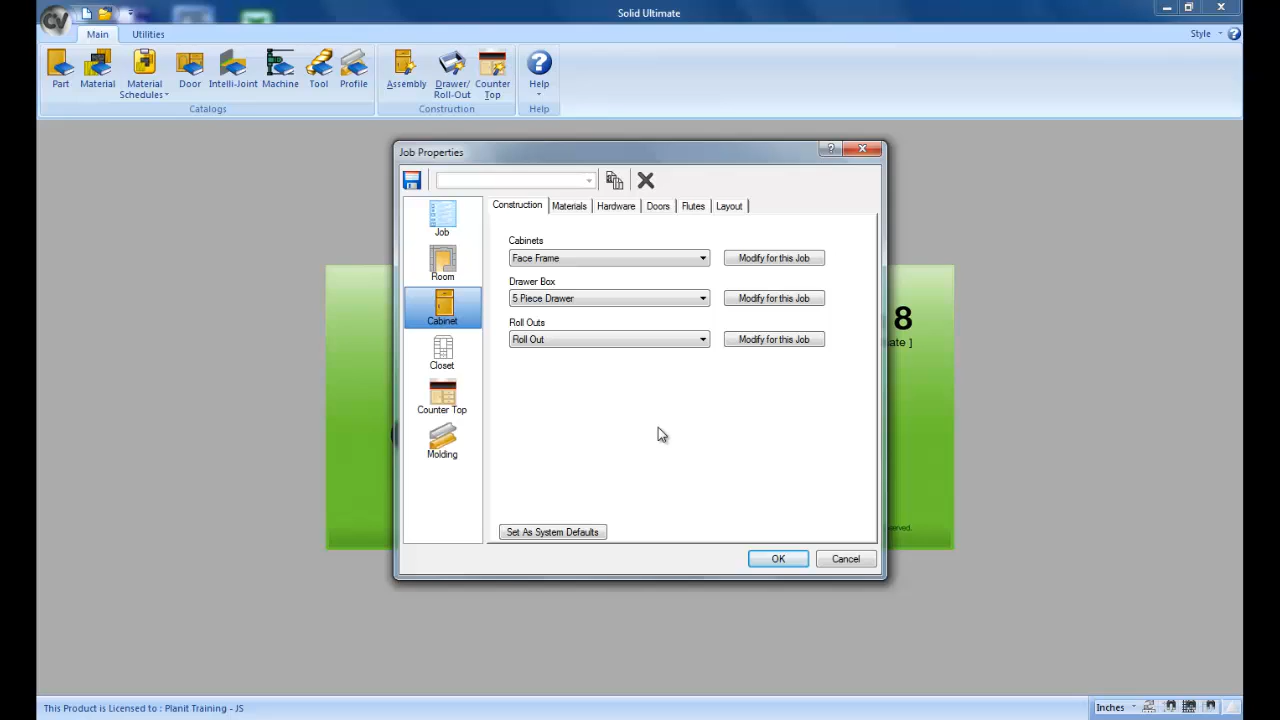 Solid Ultimate
CV
Main Utilities Style
Part Material Material Schedules Door Intelli-Joint Machine Tool Profile Assembly Drawer/ Roll-Out Counter Top Help
Catalogs Construction Help
Job Properties
Job
Room
Cabinet
Closet
Counter Top
Molding
Construction Materials Hardware Doors Flutes Layout
Cabinets
Face Frame Modify for this Job
Drawer Box
5 Piece Drawer Modify for this Job
Roll Outs
Roll Out Modify for this Job
Set As System Defaults
OK Cancel
8
ate ]
erved.
This Product is Licensed to : Planit Training - JS Inches